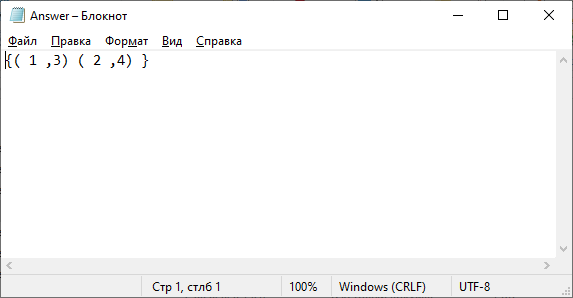 Answer – Блокнот
Файл Правка Формат Вид Справка
{( 1 ,3) ( 2 ,4) }
Стр 1, стлб 1 100% Windows (CRLF) UTF-8